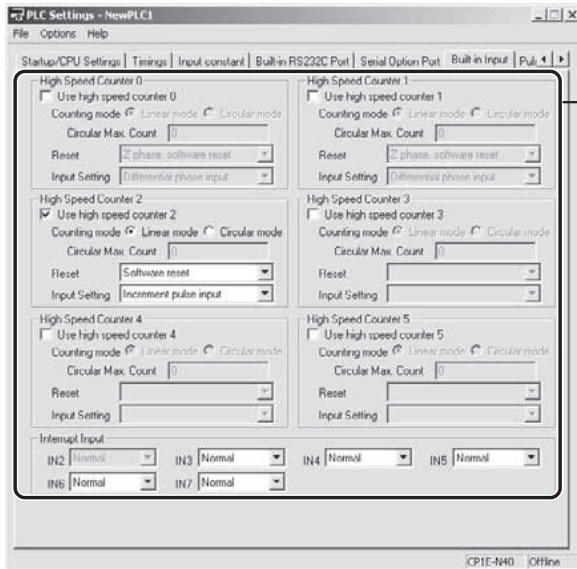 PLC Settings - NewPLC1
File Options Help
Startup/CPU Settings Timings Input constant Built-in RS232C Port Serial Option Port Built-in Input Pul
High Speed Counter 0
Use high speed counter 0
Counting mode Linear mode Circular mode
Circular Max. Count 0
Reset Z phase, software reset
Input Setting Differential phase input
High Speed Counter 1
Use high speed counter 1
Counting mode Linear mode Circular mode
Circular Max. Count 0
Reset Z phase, software reset
Input Setting Differential phase input
High Speed Counter 2
Use high speed counter 2
Counting mode Linear mode Circular mode
Circular Max. Count 0
Reset Software reset
Input Setting Increment pulse input
High Speed Counter 3
Use high speed counter 3
Counting mode Linear mode Circular mode
Circular Max. Count 0
Reset
Input Setting
High Speed Counter 4
Use high speed counter 4
Counting mode Linear mode Circular mode
Circular Max. Count 0
Reset
Input Setting
High Speed Counter 5
Use high speed counter 5
Counting mode Linear mode Circular mode
Circular Max. Count 0
Reset
Input Setting
Interrupt Input
IN2 Normal IN3 Normal IN4 Normal IN5 Normal
IN6 Normal IN7 Normal
CP1E-N40 Offline